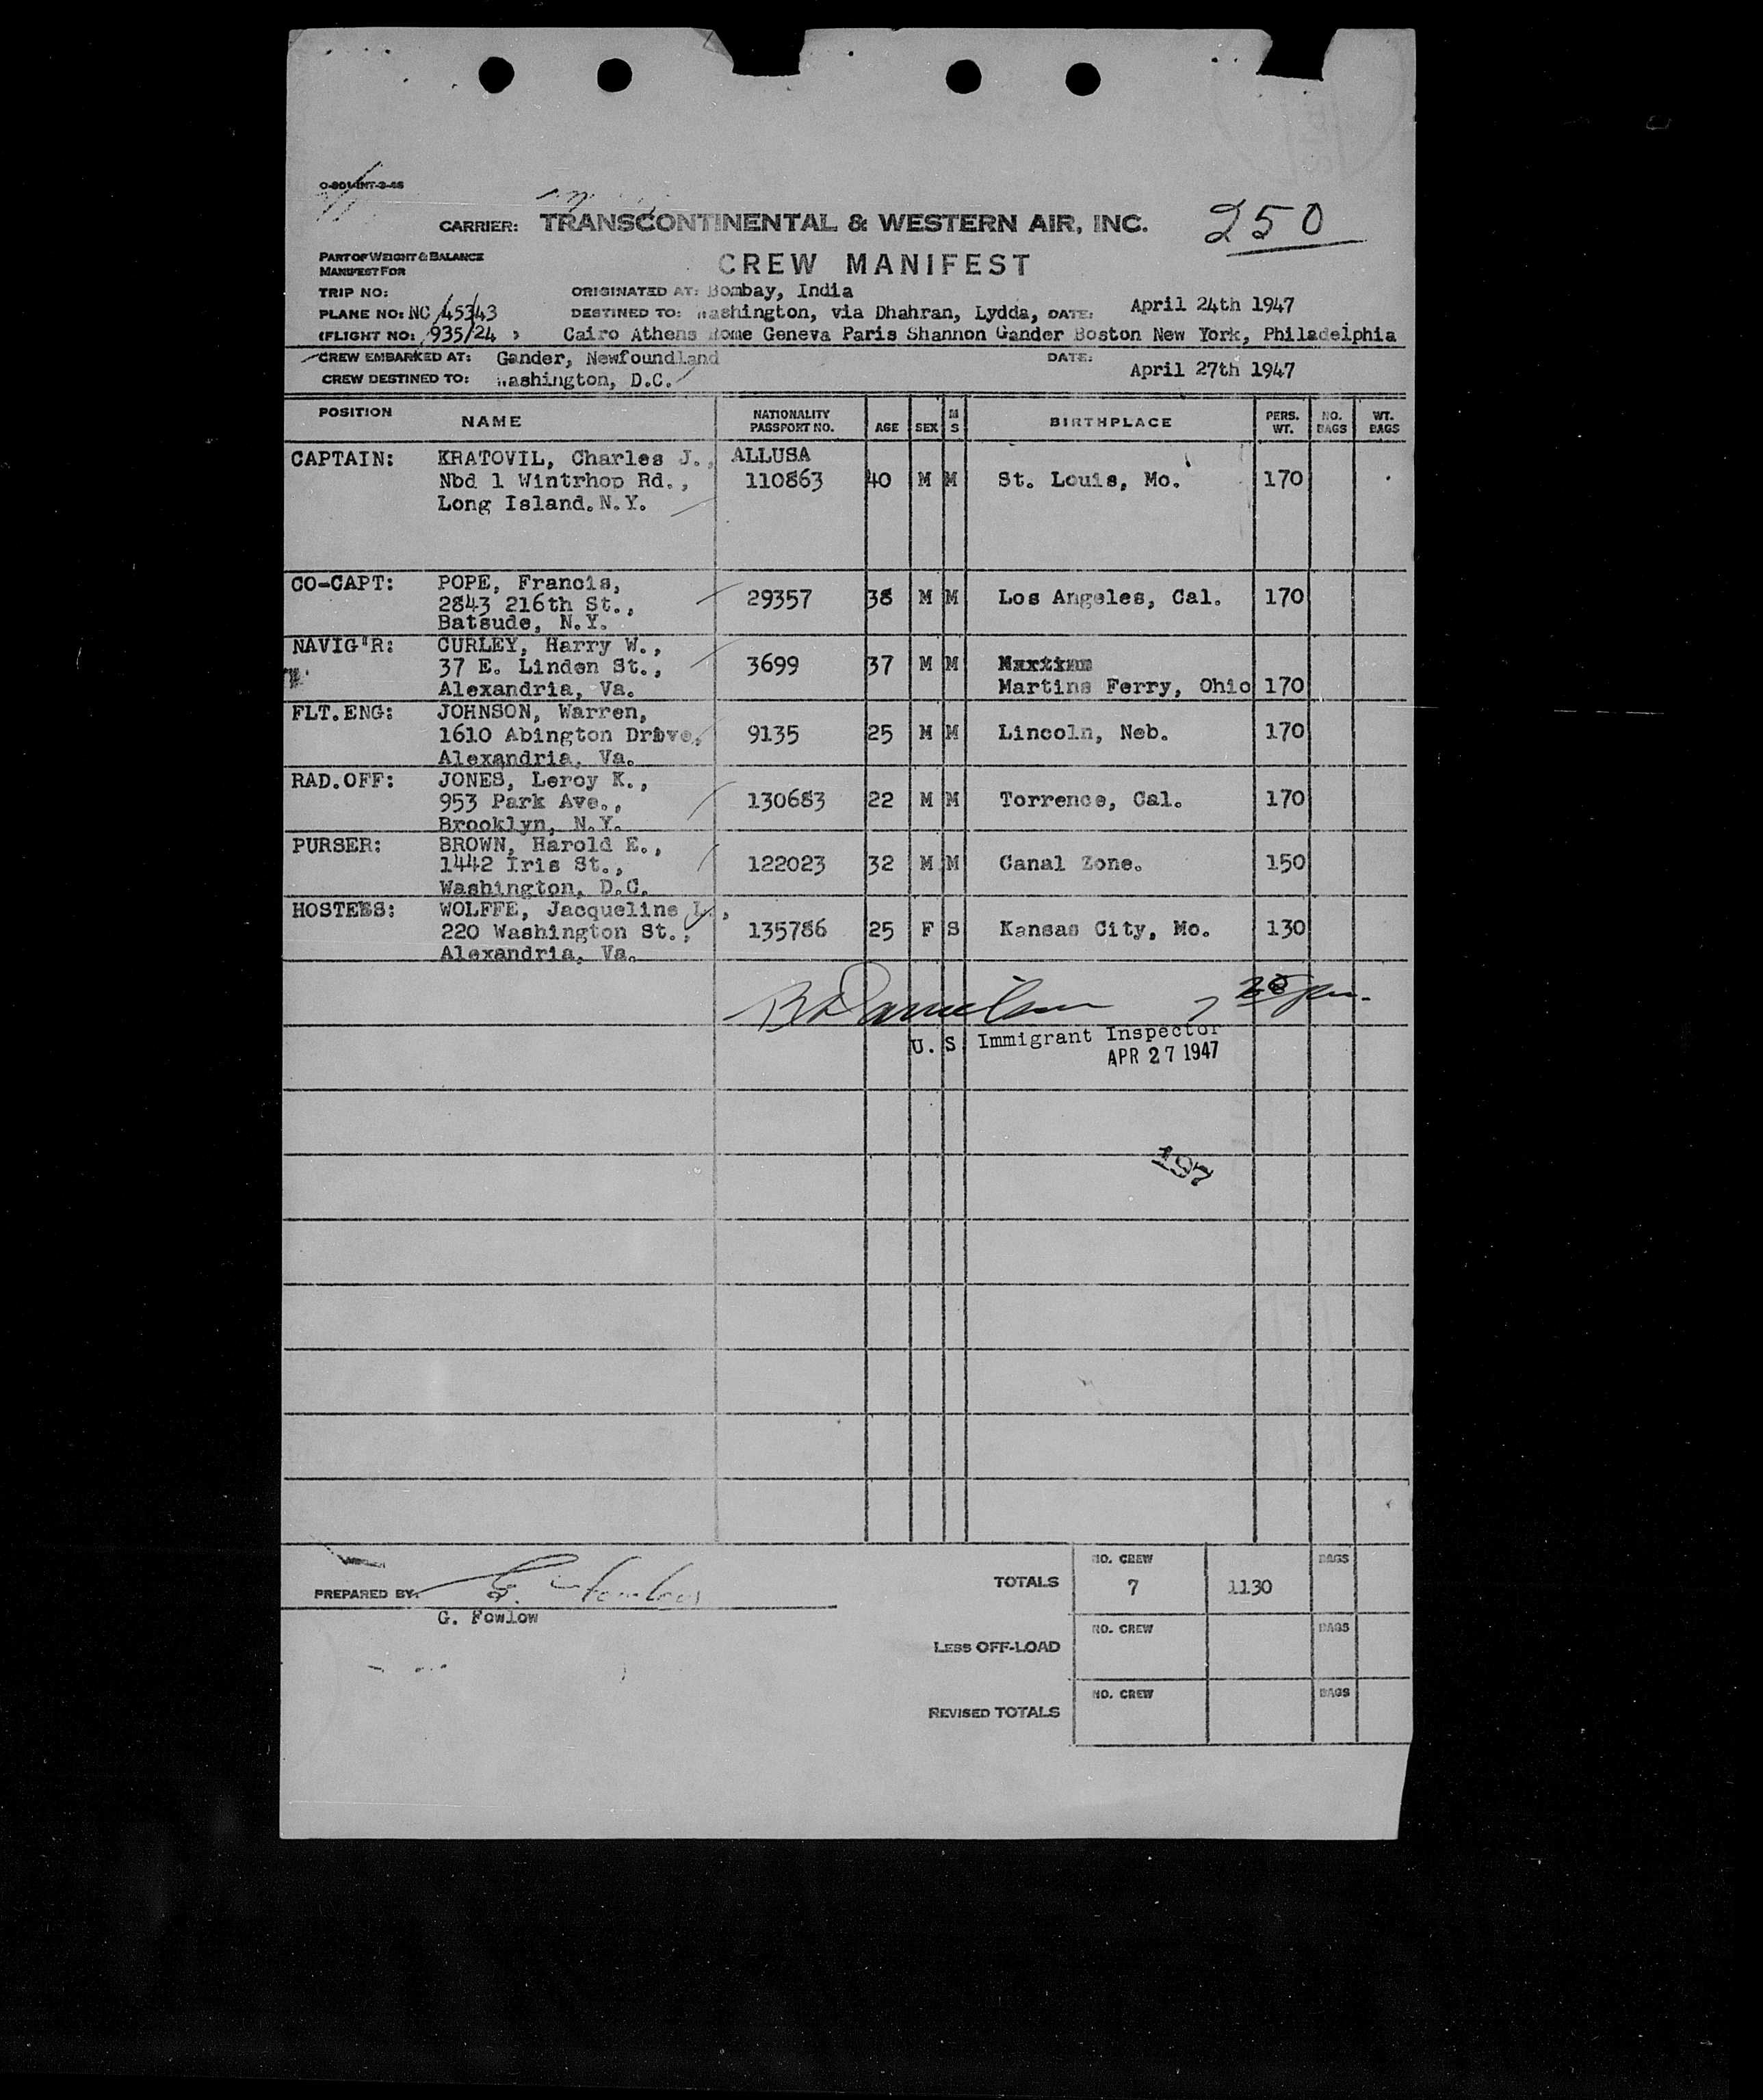 O-801-INT-3-46
CARRIER: TRANSCONTINENTAL & WESTERN AIR, INC. 250
PART OF WEIGHT & BALANCE
MANIFEST FOR
CREW MANIFEST
TRIP NO: ORIGINATED AT: Bombay, India
PLANE NO: NC 45343 DESTINED TO: Washington, via Dhahran, Lydda, DATE: April 24th 1947
(FLIGHT NO: 935/24 ) Cairo Athens Rome Geneva Paris Shannon Gander Boston New York, Philadelphia
CREW EMBARKED AT: Gander, Newfoundland DATE:
CREW DESTINED TO: Washington, D.C. April 27th 1947
POSITION NAME NATIONALITY PASSPORT NO. AGE SEX M S BIRTHPLACE PERS. WT. NO. BAGS WT. BAGS
CAPTAIN: KRATOVIL, Charles J., ALLUSA
Nbd 1 Wintrhop Rd., 110863 40 M M St. Louis, Mo. 170
Long Island. N.Y.
CO-CAPT: POPE, Francis,
2843 216th St., 29357 38 M M Los Angeles, Cal. 170
Batsude, N.Y.
NAVIG'R: CURLEY, Harry W.,
37 E. Linden St., 3699 37 M M
Alexandria, Va. Martins Ferry, Ohio 170
FLT.ENG: JOHNSON, Warren,
1610 Abington Drive, 9135 25 M M Lincoln, Neb. 170
Alexandria, Va.
RAD.OFF: JONES, Leroy K.,
953 Park Ave., 130683 22 M M Torrence, Cal. 170
Brooklyn, N.Y.
PURSER: BROWN, Harold E.,
1442 Iris St., 122023 32 M M Canal Zone. 150
Washington, D.C.
HOSTESS: WOLFFE, Jacqueline L.,
220 Washington St., 135786 25 F S Kansas City, Mo. 130
Alexandria, Va.
U. S. Immigrant Inspector
APR 27 1947
197
NO. CREW BAGS
TOTALS 7 1130
PREPARED BY:
G. Fowlow
NO. CREW BAGS
LESS OFF-LOAD
NO. CREW BAGS
REVISED TOTALS